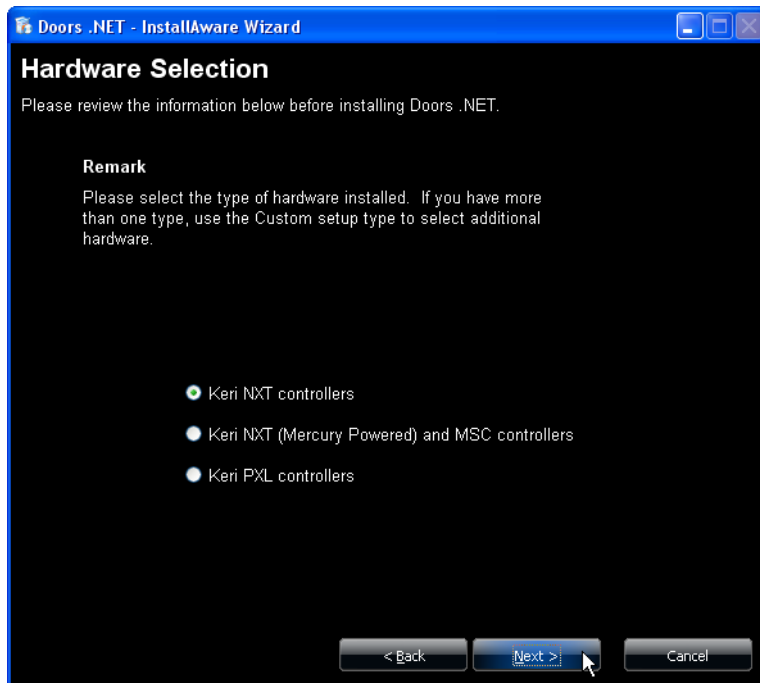 Doors .NET - InstallAware Wizard
Hardware Selection
Please review the information below before installing Doors .NET.
Remark
Please select the type of hardware installed. If you have more
than one type, use the Custom setup type to select additional
hardware.
Keri NXT controllers
Keri NXT (Mercury Powered) and MSC controllers
Keri PXL controllers
< Back
Next >
Cancel